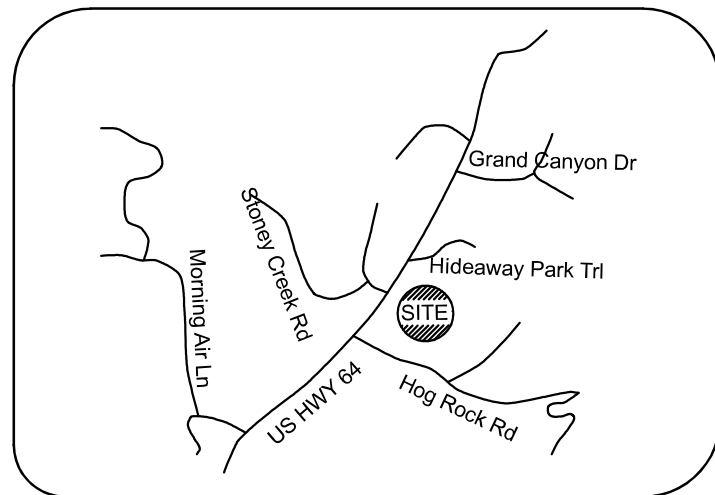 Grand Canyon Dr
Stoney Creek Rd
Hideaway Park Trl
Morning Air Ln
SITE
US HWY 64
Hog Rock Rd